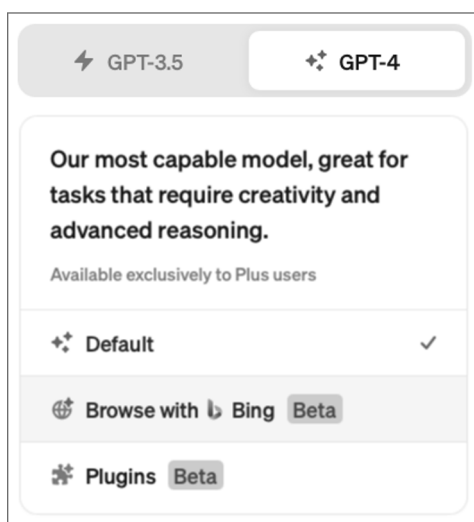 GPT-3.5
GPT-4
Our most capable model, great for
tasks that require creativity and
advanced reasoning.
Available exclusively to Plus users
Default
Browse with Bing Beta
Plugins Beta